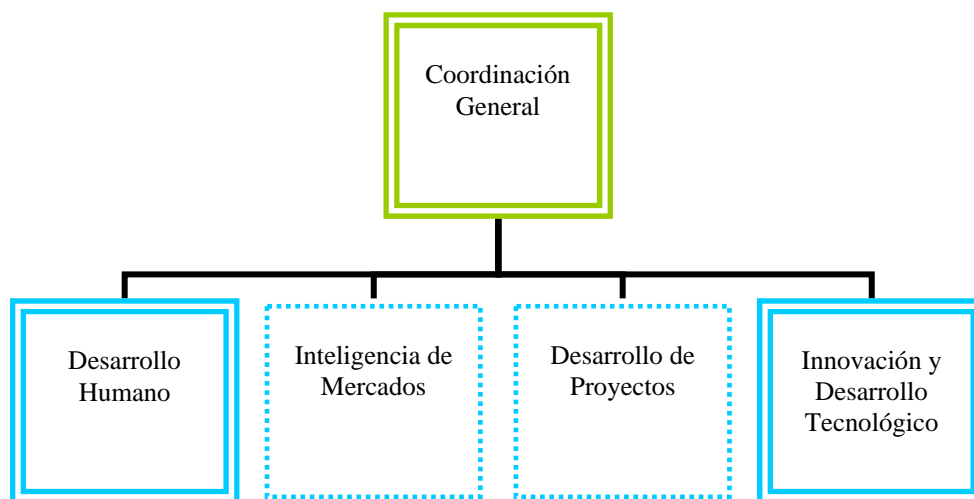 Coordinación
General
Desarrollo
Humano
Inteligencia de
Mercados
Desarrollo de
Proyectos
Innovación y
Desarrollo
Tecnológico